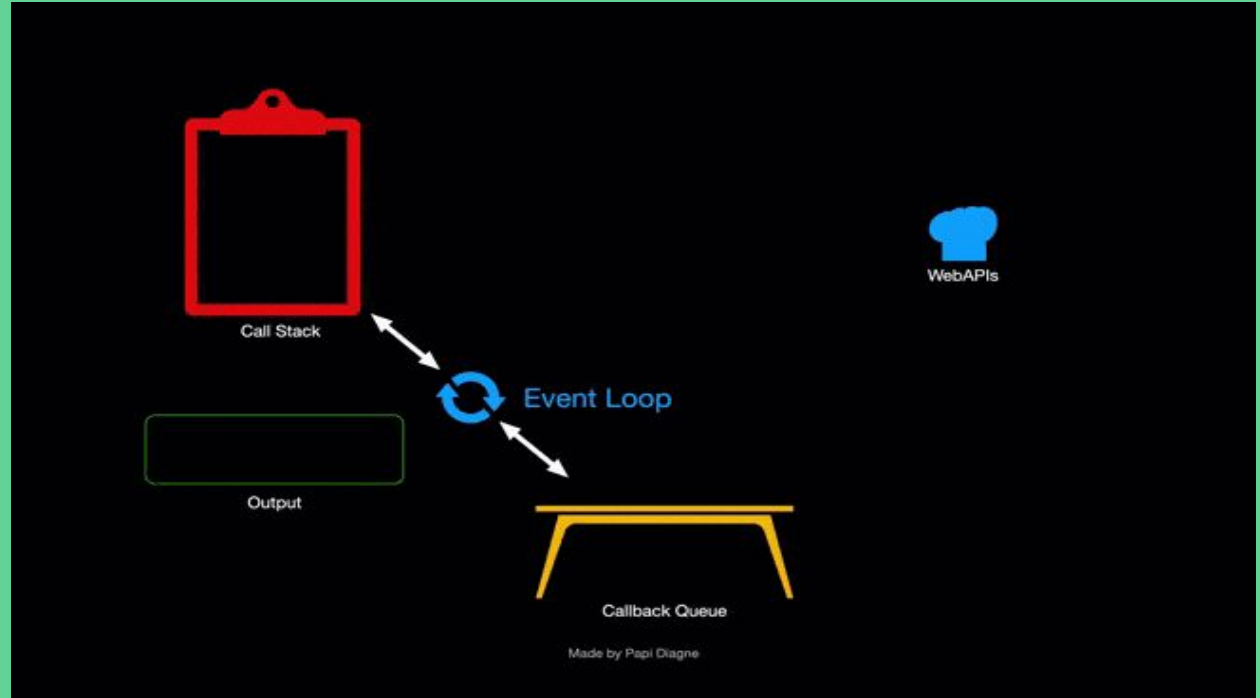 WebAPIs
Call Stack
Event Loop
Output
Callback Queue
Made by Papi Diagne